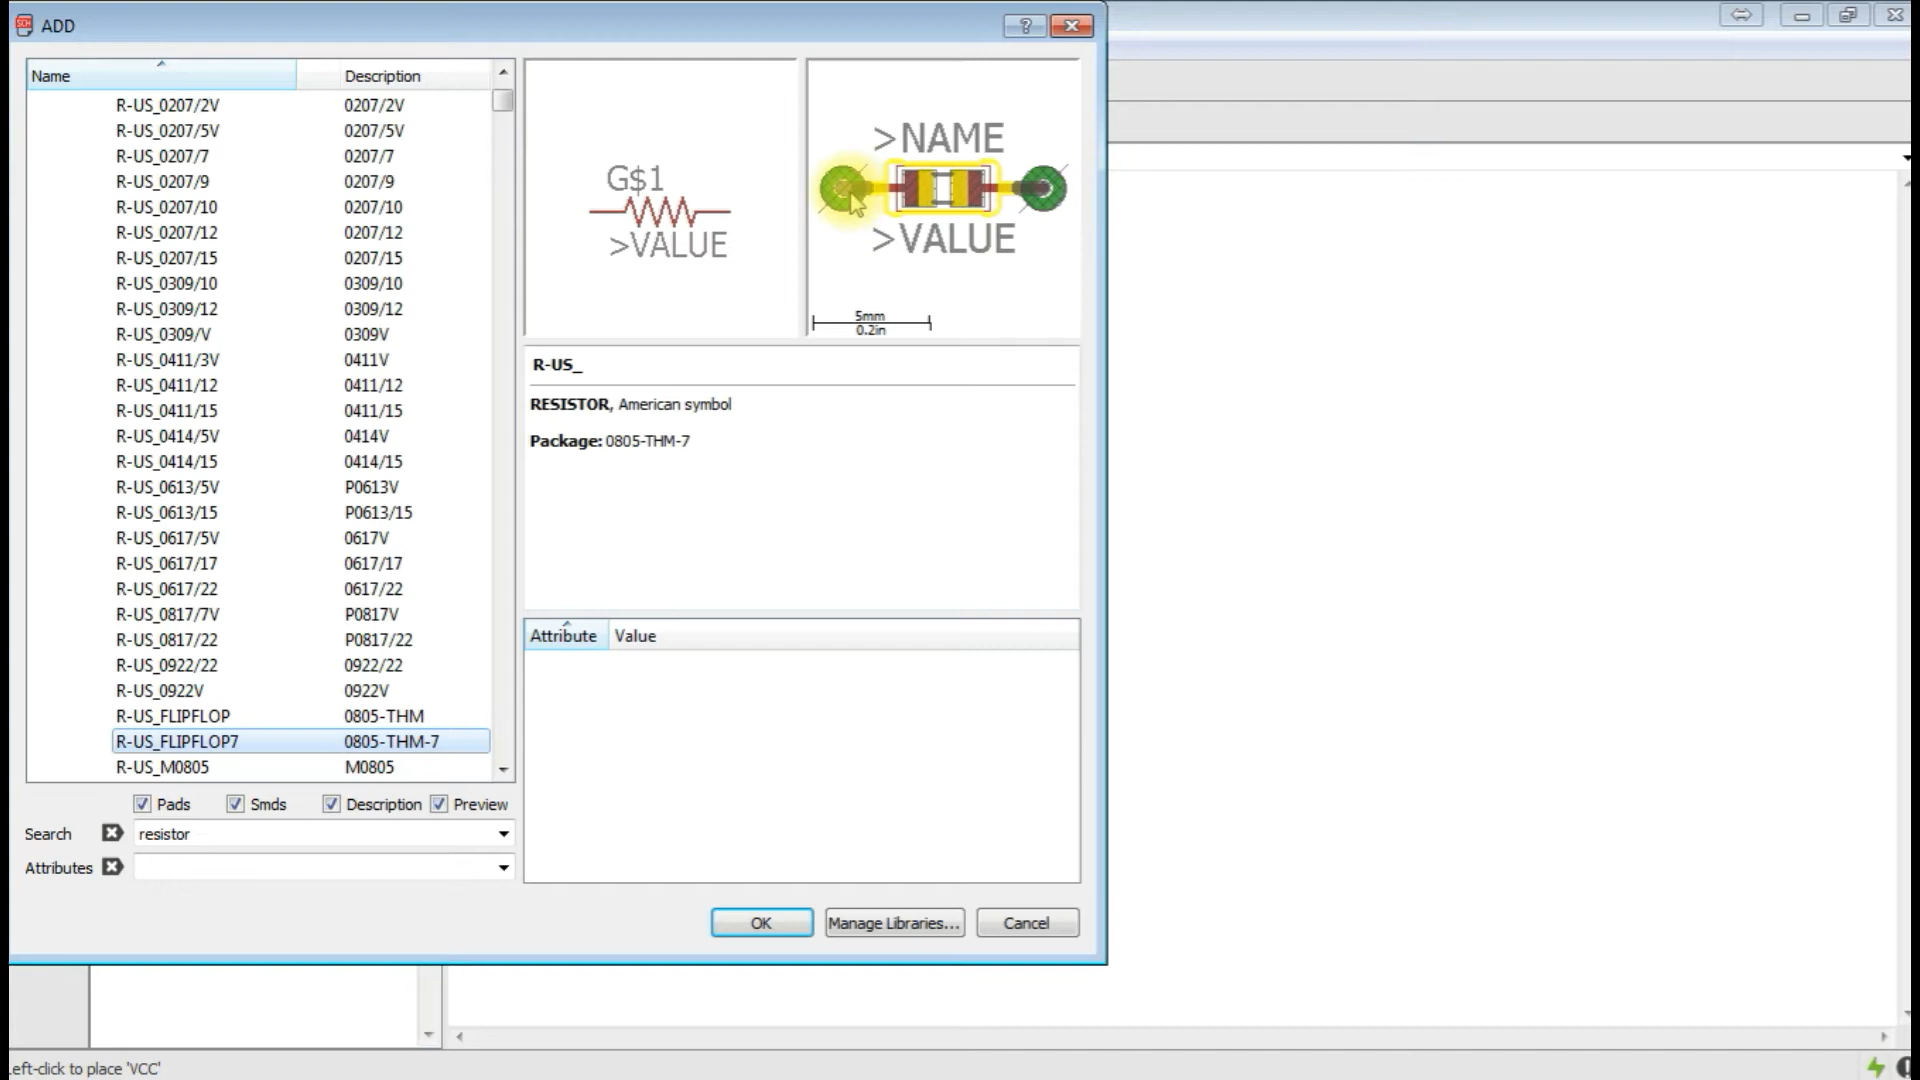 ADD
Name Description
R-US_0207/2V 0207/2V
R-US_0207/5V 0207/5V
R-US_0207/7 0207/7
R-US_0207/9 0207/9
R-US_0207/10 0207/10
R-US_0207/12 0207/12
R-US_0207/15 0207/15
R-US_0309/10 0309/10
R-US_0309/12 0309/12
R-US_0309/V 0309V
R-US_0411/3V 0411V
R-US_0411/12 0411/12
R-US_0411/15 0411/15
R-US_0414/5V 0414V
R-US_0414/15 0414/15
R-US_0613/5V P0613V
R-US_0613/15 P0613/15
R-US_0617/5V 0617V
R-US_0617/17 0617/17
R-US_0617/22 0617/22
R-US_0817/7V P0817V
R-US_0817/22 P0817/22
R-US_0922/22 0922/22
R-US_0922V 0922V
R-US_FLIPFLOP 0805-THM
R-US_FLIPFLOP7 0805-THM-7
R-US_M0805 M0805
Pads Smds Description Preview
Search resistor
Attributes
G$1
>VALUE
>NAME
>VALUE
5mm
0.2in
R-US_
RESISTOR, American symbol
Package: 0805-THM-7
Attribute Value
OK Manage Libraries... Cancel
eft-click to place 'VCC'